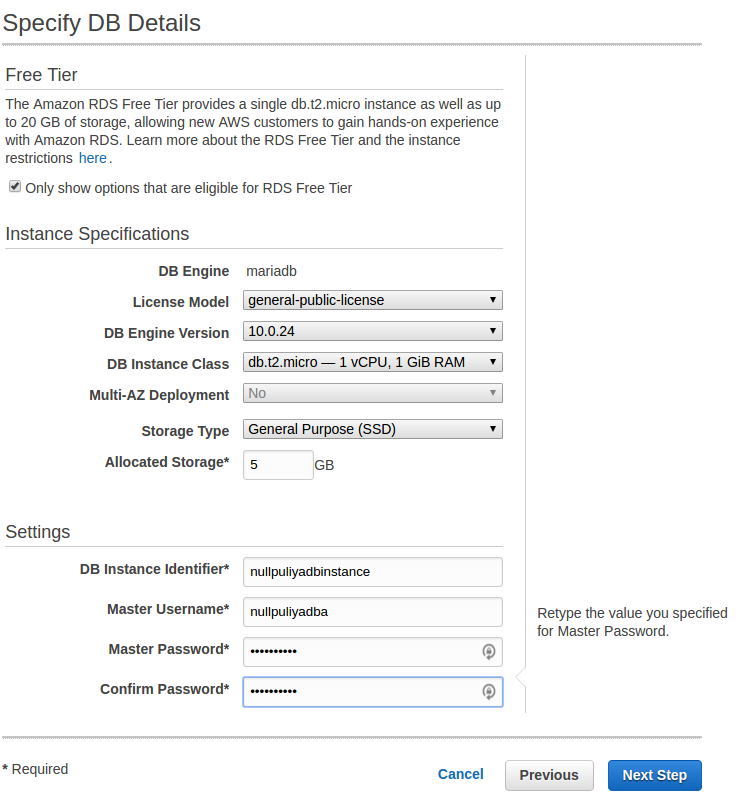 Specify DB Details
Free Tier
The Amazon RDS Free Tier provides a single db.t2.micro instance as well as up
to 20 GB of storage, allowing new AWS customers to gain hands-on experience
with Amazon RDS. Learn more about the RDS Free Tier and the instance
restrictions here .
Only show options that are eligible for RDS Free Tier
Instance Specifications
DB Engine mariadb
License Model general-public-license
DB Engine Version 10.0.24
DB Instance Class db.t2.micro — 1 vCPU, 1 GiB RAM
Multi-AZ Deployment No
Storage Type General Purpose (SSD)
Allocated Storage* 5 GB
Settings
DB Instance Identifier* nullpuliyadbinstance
Master Username* nullpuliyadba
Master Password* ••••••••••
Confirm Password* ••••••••••
Retype the value you specified
for Master Password.
* Required
Cancel Previous Next Step